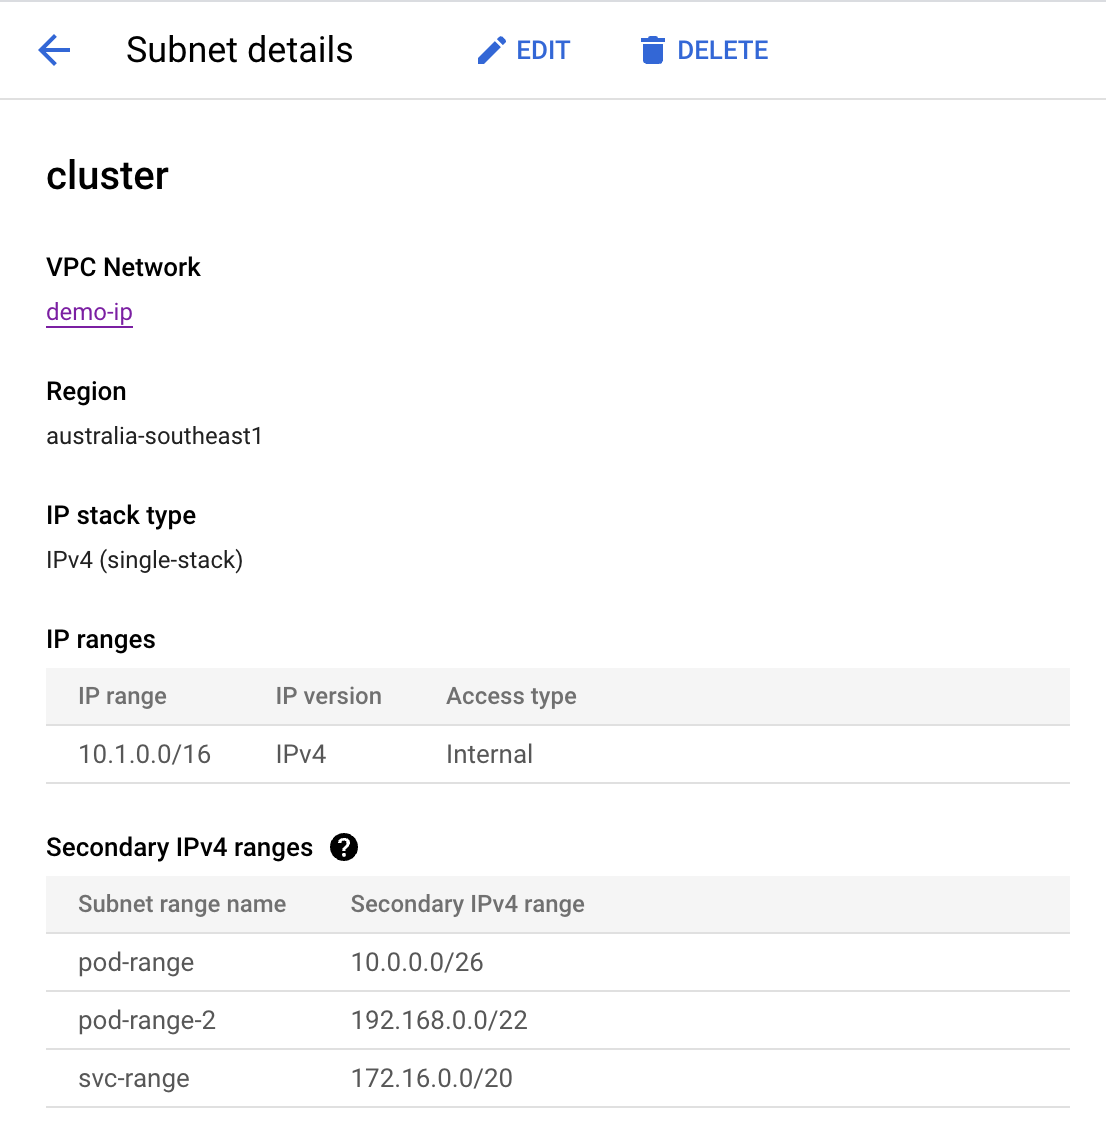 Subnet details EDIT DELETE
cluster
VPC Network
demo-ip
Region
australia-southeast1
IP stack type
IPv4 (single-stack)
IP ranges
IP range IP version Access type
10.1.0.0/16 IPv4 Internal
Secondary IPv4 ranges ?
Subnet range name Secondary IPv4 range
pod-range 10.0.0.0/26
pod-range-2 192.168.0.0/22
svc-range 172.16.0.0/20